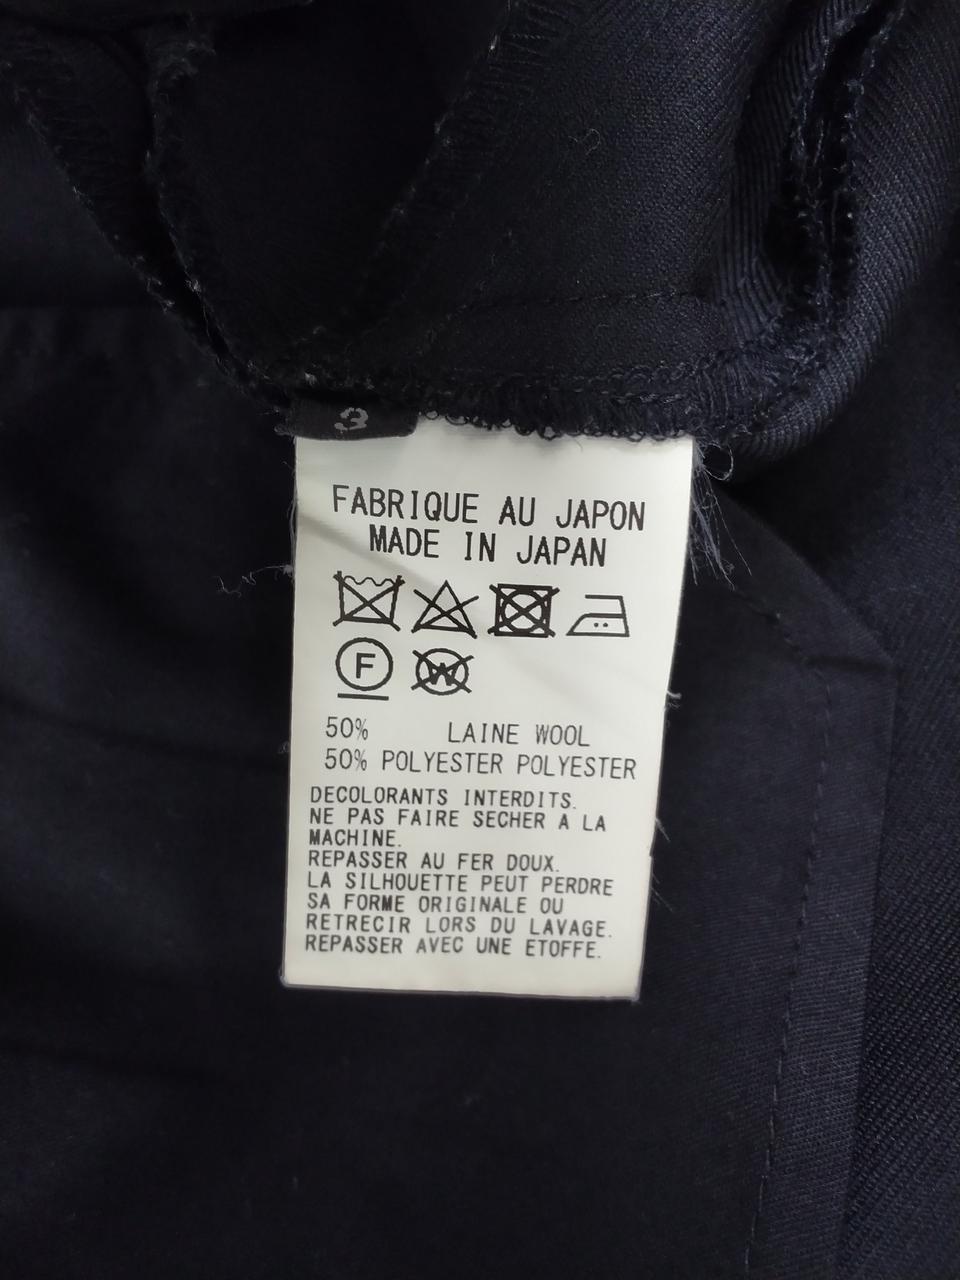 3
FABRIQUE AU JAPON
MADE IN JAPAN
F
W
50% LAINE WOOL
50% POLYESTER POLYESTER
DECOLORANTS INTERDITS.
NE PAS FAIRE SECHER A LA
MACHINE.
REPASSER AU FER DOUX.
LA SILHOUETTE PEUT PERDRE
SA FORME ORIGINALE OU
RETRECIR LORS DU LAVAGE.
REPASSER AVEC UNE ETOFFE.